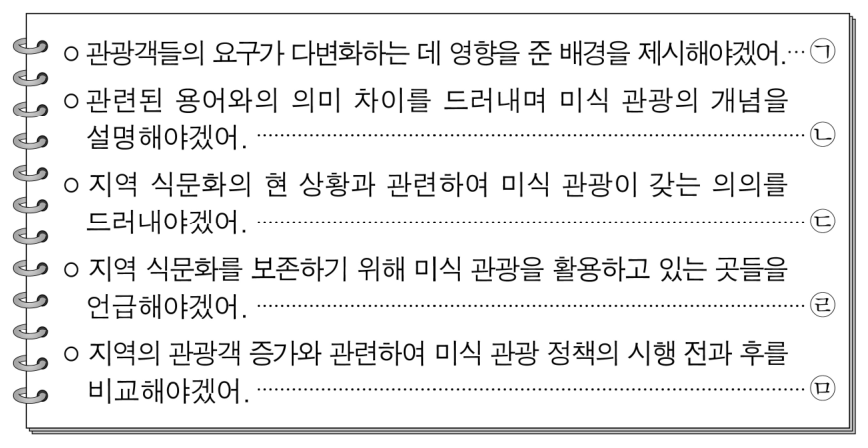 ○ 관광객들의 요구가 다변화하는 데 영향을 준 배경을 제시해야겠어. ··· ㉠
○ 관련된 용어와의 의미 차이를 드러내며 미식 관광의 개념을
설명해야겠어. ··· ㉡
○ 지역 식문화의 현 상황과 관련하여 미식 관광이 갖는 의의를
드러내야겠어. ··· ㉢
○ 지역 식문화를 보존하기 위해 미식 관광을 활용하고 있는 곳들을
언급해야겠어. ··· ㉣
○ 지역의 관광객 증가와 관련하여 미식 관광 정책의 시행 전과 후를
비교해야겠어. ··· ㉤